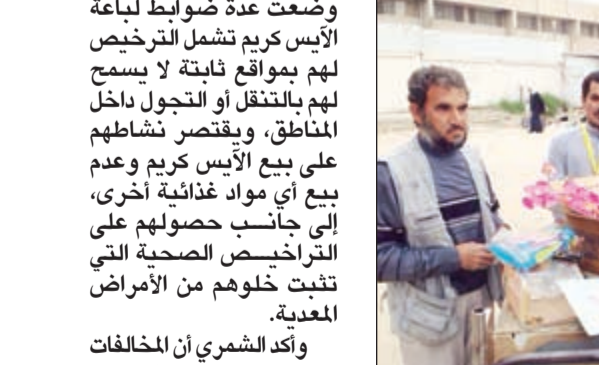 وضعت عدة ضوابط لباعة
الآيس كريم تشمل الترخيص
لهم بمواقع ثابتة لا يسمح
لهم بالتنقل أو التجول داخل
المناطق، ويقتصر نشاطهم
على بيع الآيس كريم وعدم
بيع أي مواد غذائية أخرى،
إلى جانــب حصولهم على
التراخيــص الصحية التي
تثبت خلوهم من الأمراض
المعدية.
وأكد الشمري أن المخالفات